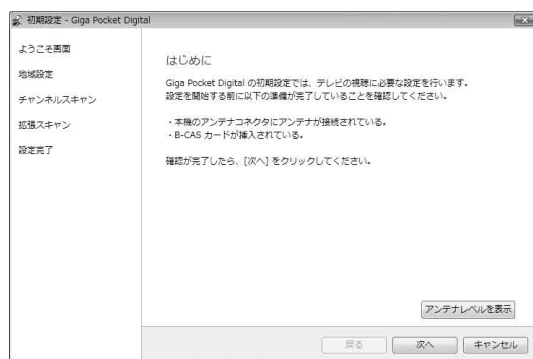 初期設定 - Giga Pocket Digital
ようこそ画面
地域設定
チャンネルスキャン
拡張スキャン
設定完了
はじめに
Giga Pocket Digital の初期設定では、テレビの視聴に必要な設定を行います。
設定を開始する前に以下の準備が完了していることを確認してください。
・本機のアンテナコネクタにアンテナが接続されている。
・B-CAS カードが挿入されている。
確認が完了したら、[次へ] をクリックしてください。
アンテナレベルを表示
戻る
次へ
キャンセル